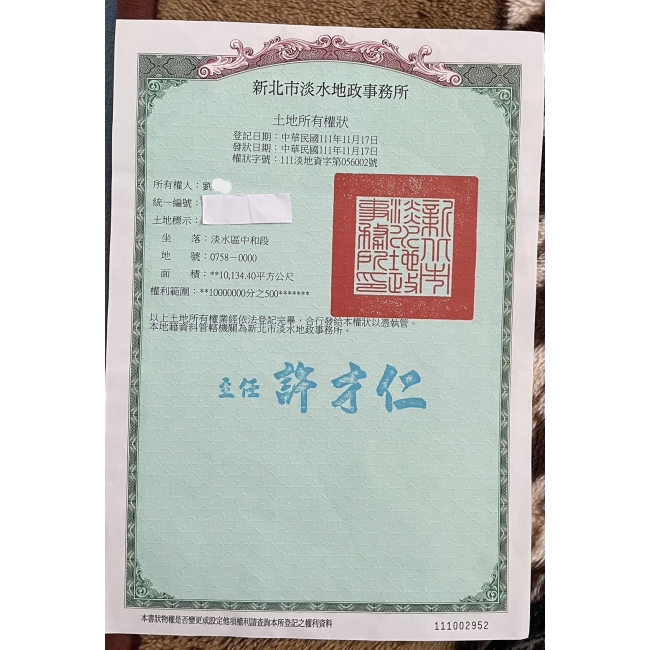 新北市淡水地政事務所
土地所有權狀
登記日期：中華民國111年11月17日
發狀日期：中華民國111年11月17日
權狀字號：111淡地資字第056002號
所有權人：劉
統一編號：
土地標示：
坐　落：淡水區中和段
地　號：0758－0000
面　積：**10,134.40平方公尺
權利範圍：**10000000分之500*******
新北市淡水地政事務所印
以上土地所有權業經依法登記完畢，合行發給本權狀以憑執管。
本地籍資料管轄機關為新北市淡水地政事務所。
主任 許才仁
本書狀物權是否變更或設定他項權利請查詢本所登記之權利資料
111002952